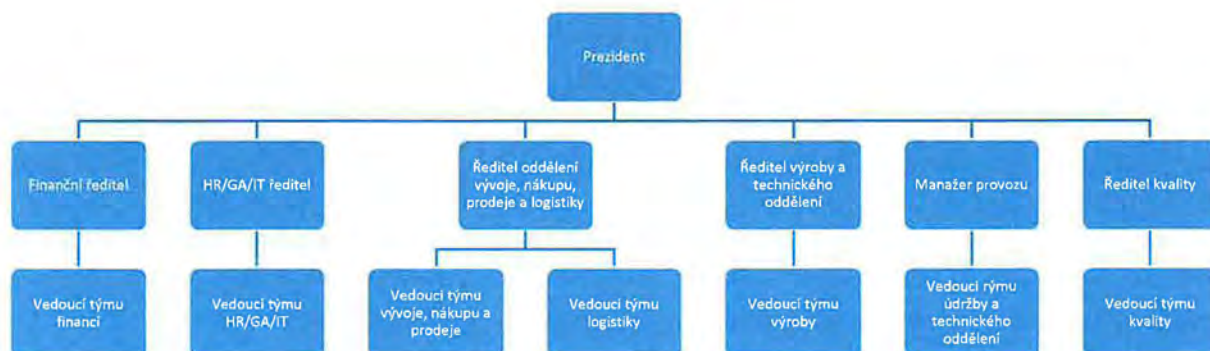 Prezident
Finanční ředitel
HR/GA/IT ředitel
Ředitel oddělení
vývoje, nákupu,
prodeje a logistiky
Ředitel výroby a
technického
oddělení
Manažer provozu
Ředitel kvality
Vedoucí týmu
financí
Vedoucí týmu
HR/GA/IT
Vedoucí týmu
vývoje, nákupu a
prodeje
Vedoucí týmu
logistiky
Vedoucí týmu
výroby
Vedoucí rýmu
údržby a
technického
oddělení
Vedoucí týmu
kvality